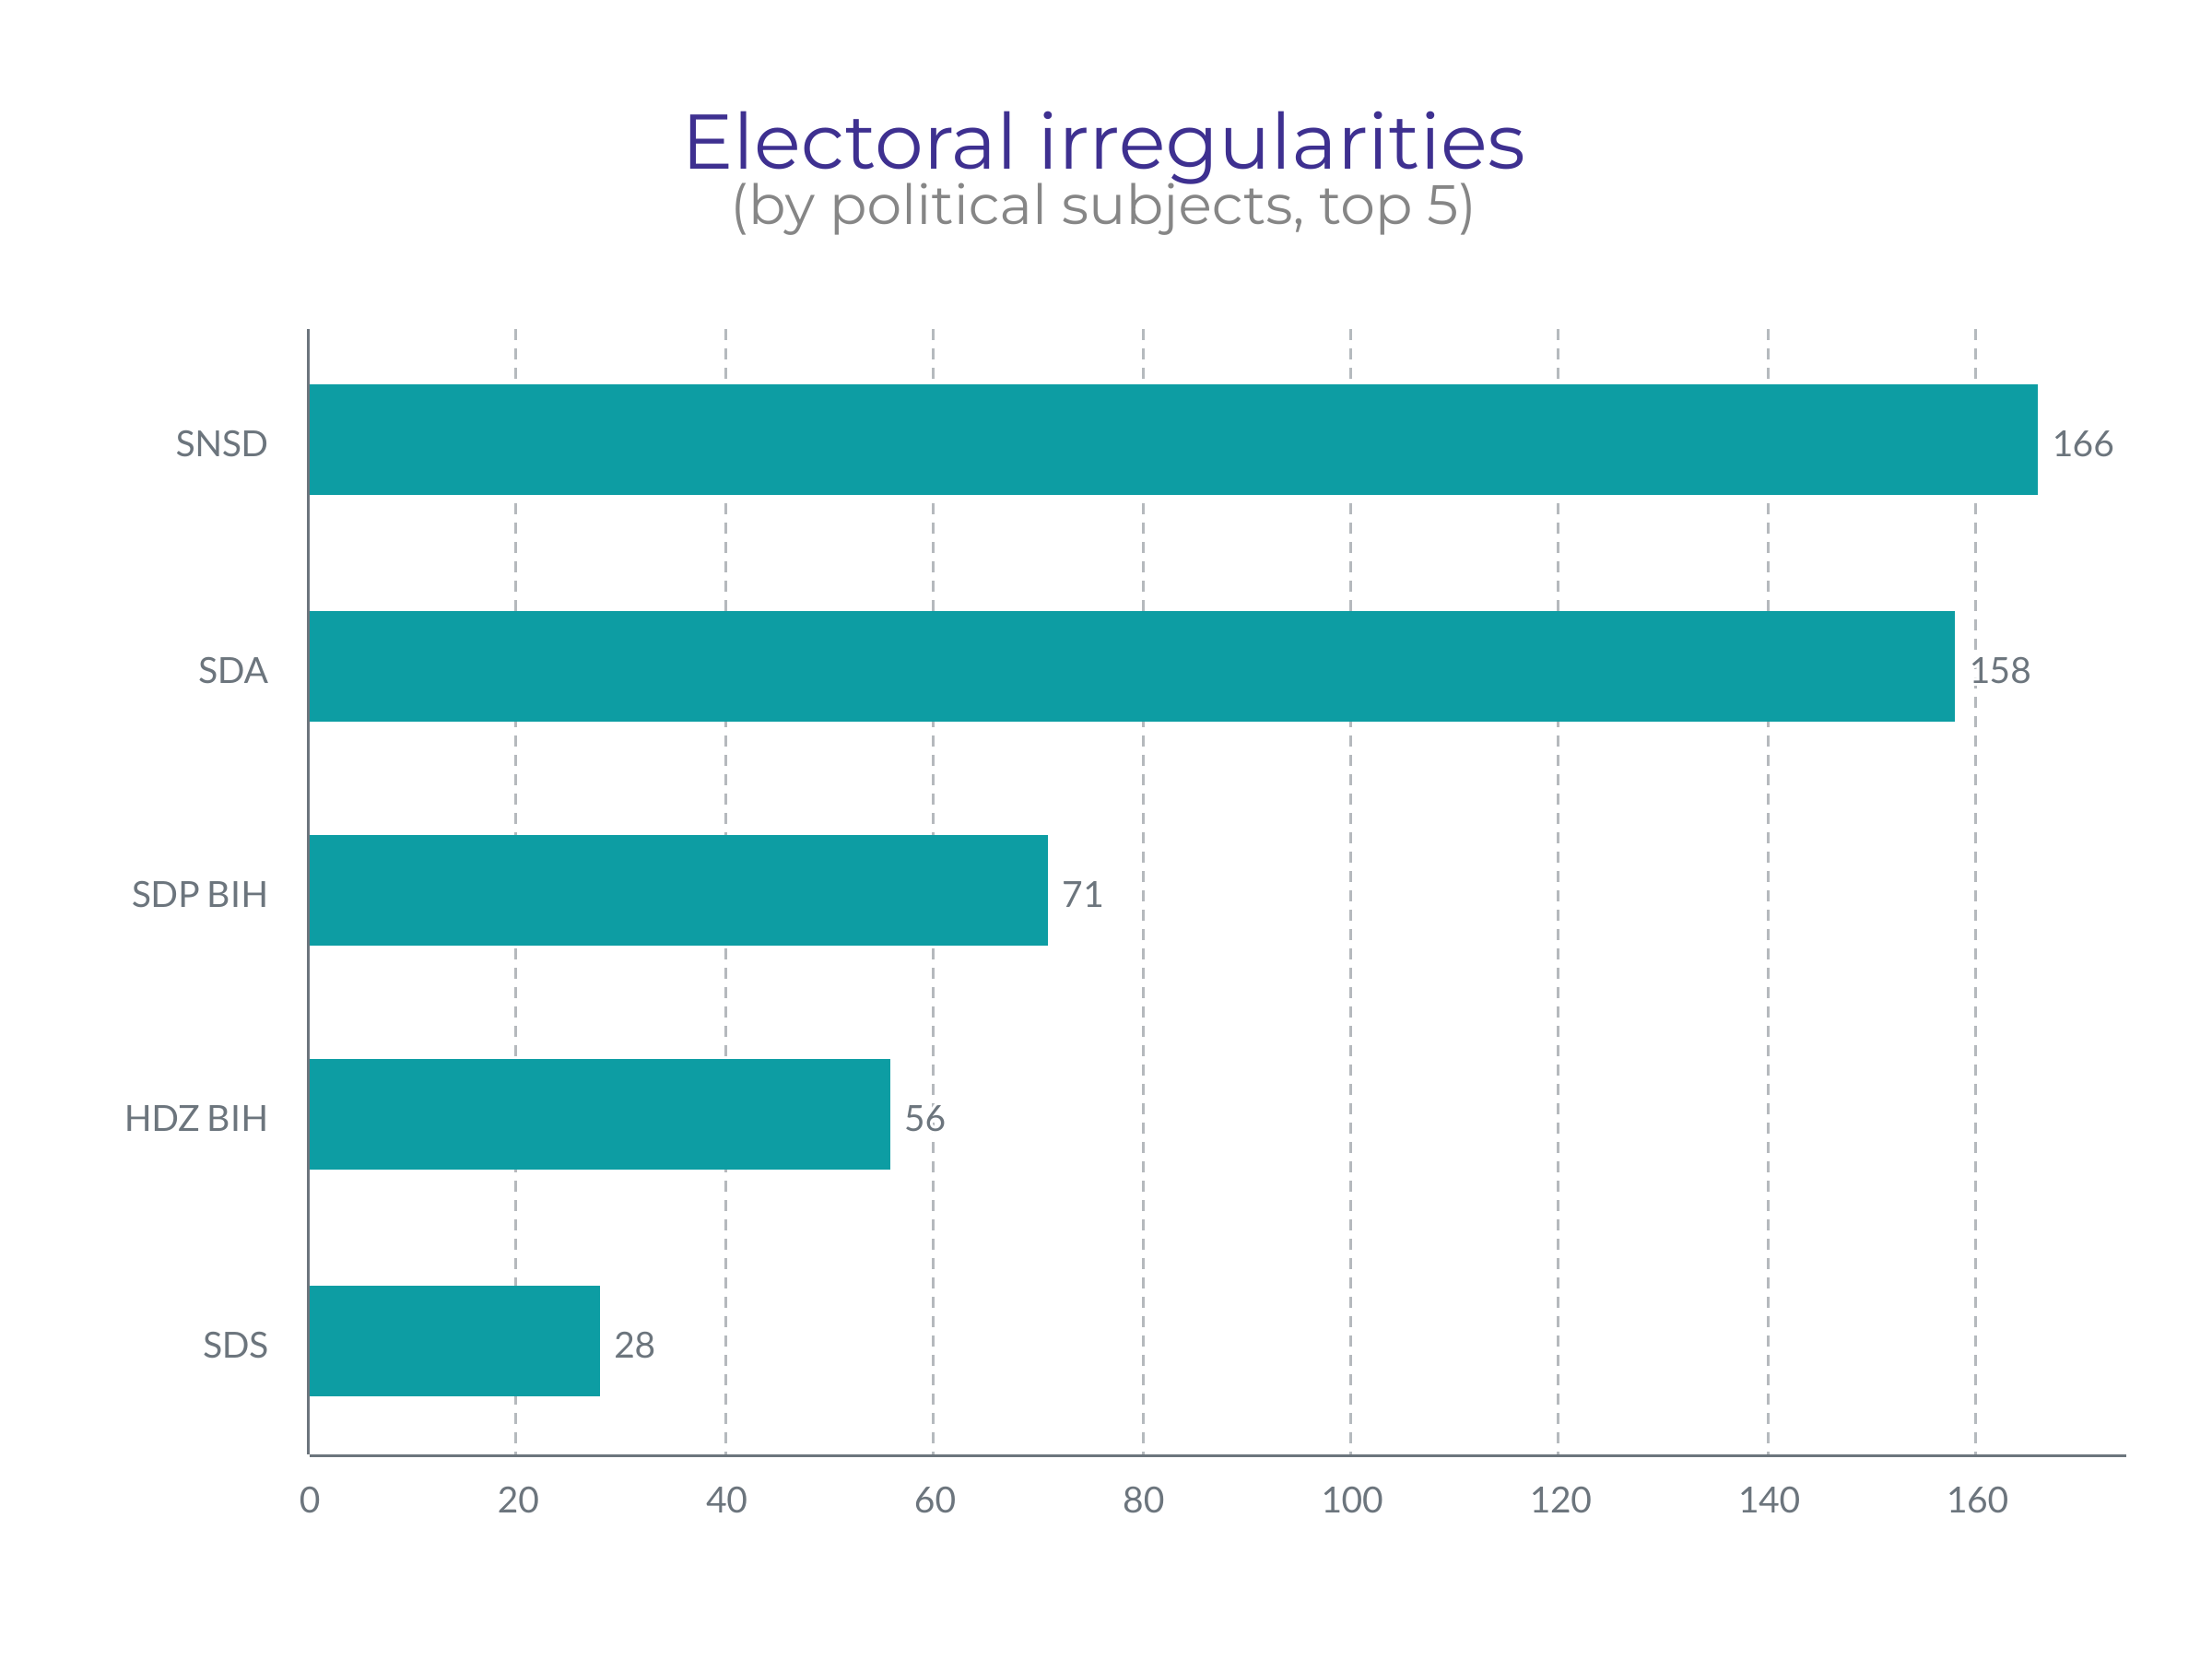 Electoral irregularities
(by political subjects, top 5)
SNSD 166
SDA 158
SDP BIH 71
HDZ BIH 56
SDS 28
0 20 40 60 80 100 120 140 160